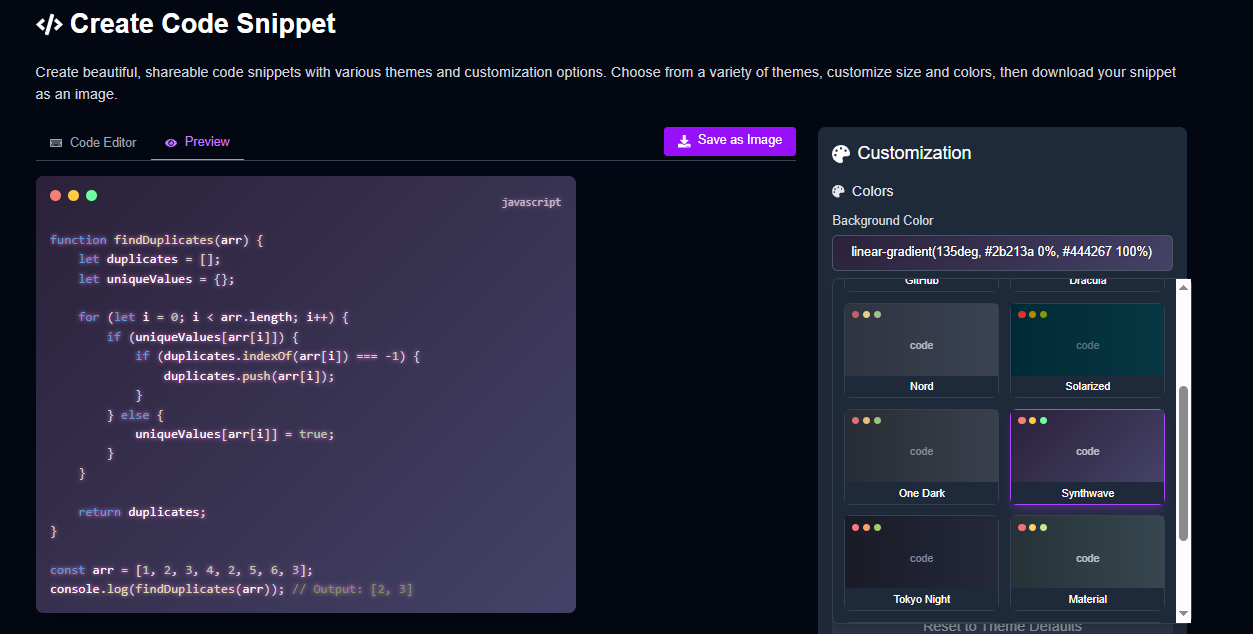 </> Create Code Snippet
Create beautiful, shareable code snippets with various themes and customization options. Choose from a variety of themes, customize size and colors, then download your snippet
as an image.
Code Editor
Preview
Save as Image
javascript
function findDuplicates(arr) {
    let duplicates = [];
    let uniqueValues = {};

    for (let i = 0; i < arr.length; i++) {
        if (uniqueValues[arr[i]]) {
            if (duplicates.indexOf(arr[i]) === -1) {
                duplicates.push(arr[i]);
            }
        } else {
            uniqueValues[arr[i]] = true;
        }
    }

    return duplicates;
}

const arr = [1, 2, 3, 4, 2, 5, 6, 3];
console.log(findDuplicates(arr)); // Output: [2, 3]
Customization
Colors
Background Color
linear-gradient(135deg, #2b213a 0%, #444267 100%)
GitHub
Dracula
code
Nord
code
Solarized
code
One Dark
code
Synthwave
code
Tokyo Night
code
Material
Reset to Theme Defaults